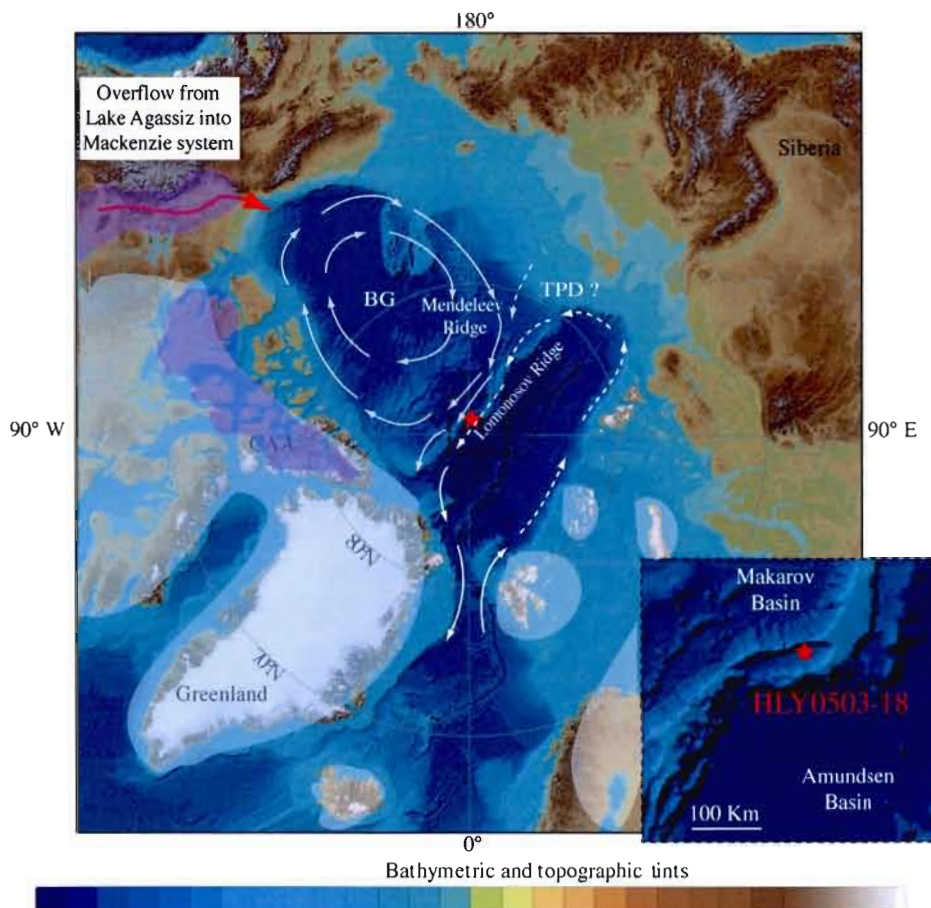 180°
Overflow from
Lake Agassiz into
Mackenzie system
Siberia
BG
Mendeleev
Ridge
TPD ?
Lomonosov Ridge
90° W
90° E
CAA
80°N
70°N
Greenland
Makarov
Basin
HLY0503-18
Amundsen
Basin
100 Km
0°
Bathymetric and topographic tints